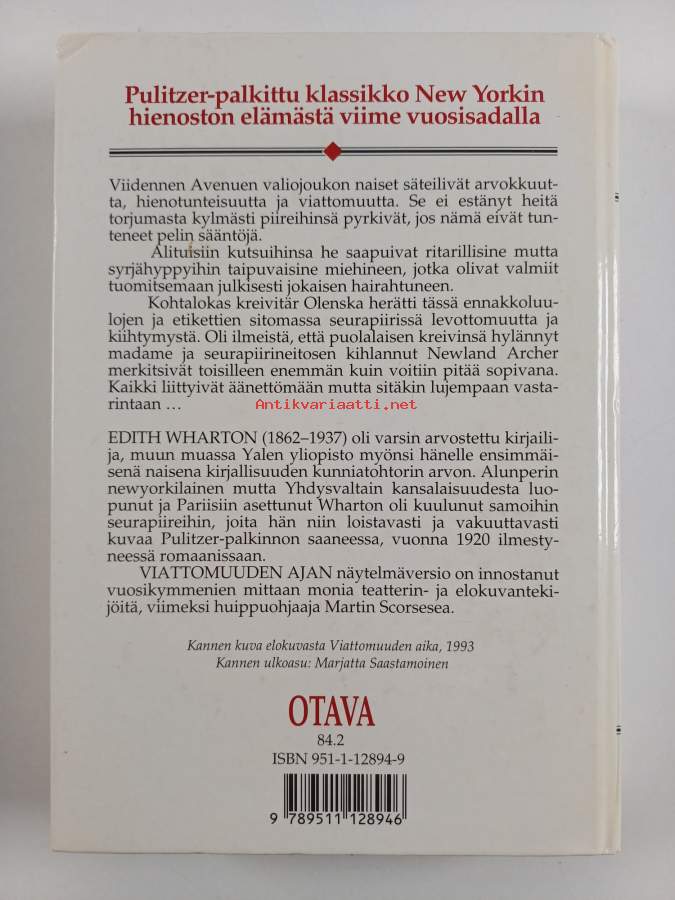 Pulitzer-palkittu klassikko New Yorkin
hienoston elämästä viime vuosisadalla
Viidennen Avenuen valiojoukon naiset säteilivät arvokkuut-
ta, hienotunteisuutta ja viattomuutta. Se ei estänyt heitä
torjumasta kylmästi piireihinsä pyrkivät, jos nämä eivät tun-
teneet pelin sääntöjä.
Alituisiin kutsuihinsa he saapuivat ritarillisine mutta
syrjähyppyihin taipuvaisine miehineen, jotka olivat valmiit
tuomitsemaan julkisesti jokaisen hairahtuneen.
Kohtalokas kreivitär Olenska herätti tässä ennakkoluu-
lojen ja etikettien sitomassa seurapiirissä levottomuutta ja
kiihtymystä. Oli ilmeistä, että puolalaisen kreivinsä hylännyt
madame ja seurapiirineitosen kihlannut Newland Archer
merkitsivät toisilleen enemmän kuin voitiin pitää sopivana.
Kaikki liittyivät äänettömään mutta sitäkin lujempaan vasta-
rintaan ...
Antikvariaatti.net
EDITH WHARTON (1862–1937) oli varsin arvostettu kirjaili-
ja, muun muassa Yalen yliopisto myönsi hänelle ensimmäi-
senä naisena kirjallisuuden kunniatohtorin arvon. Alunperin
newyorkilainen mutta Yhdysvaltain kansalaisuudesta luo-
punut ja Pariisiin asettunut Wharton oli kuulunut samoihin
seurapiireihin, joita hän niin loistavasti ja vakuuttavasti
kuvaa Pulitzer-palkinnon saaneessa, vuonna 1920 ilmesty-
neessä romaanissaan.
VIATTOMUUDEN AJAN näytelmäversio on innostanut
vuosikymmenien mittaan monia teatterin- ja elokuvanteki-
jöitä, viimeksi huippuohjaaja Martin Scorsesea.
Kannen kuva elokuvasta Viattomuuden aika, 1993
Kannen ulkoasu: Marjatta Saastamoinen
OTAVA
84.2
ISBN 951-1-12894-9
9 789511 128946